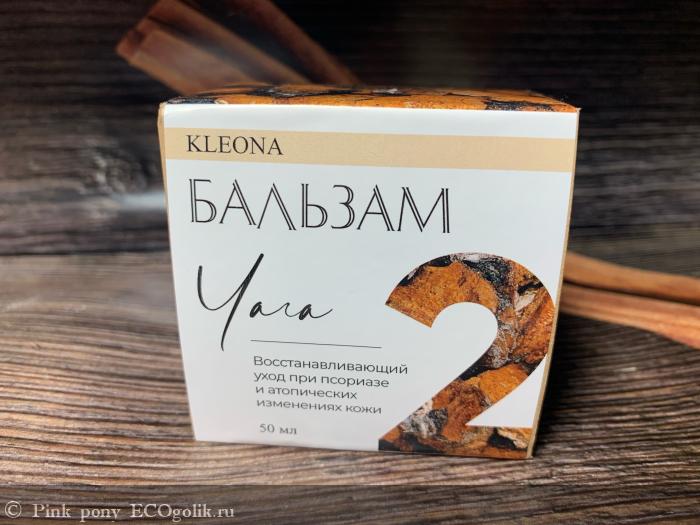 KLEONA
БАЛЬЗАМ
Чага
2
Восстанавливающий
уход при псориазе
и атопических
изменениях кожи
50 мл
© Pink pony ECOgolik.ru